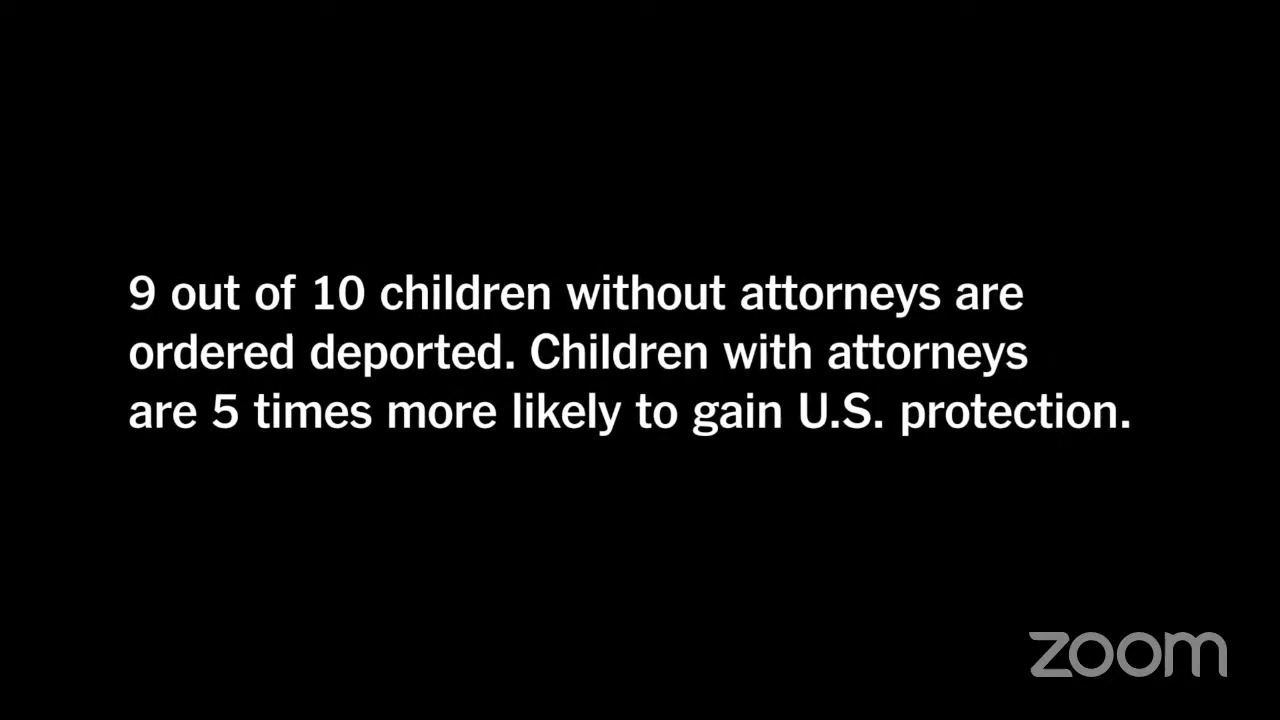 9 out of 10 children without attorneys are
ordered deported. Children with attorneys
are 5 times more likely to gain U.S. protection.
zoom